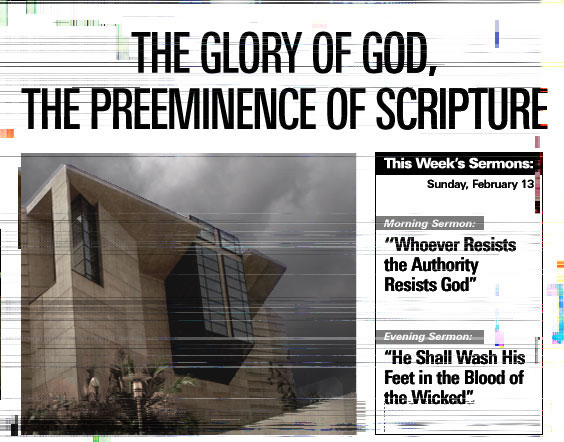 THE GLORY OF GOD,
THE PREEMINENCE OF SCRIPTURE
This Week's Sermons:
Sunday, February 13
Morning Sermon:
“Whoever Resists
the Authority
Resists God”
Evening Sermon:
“He Shall Wash His
Feet in the Blood of
the Wicked”